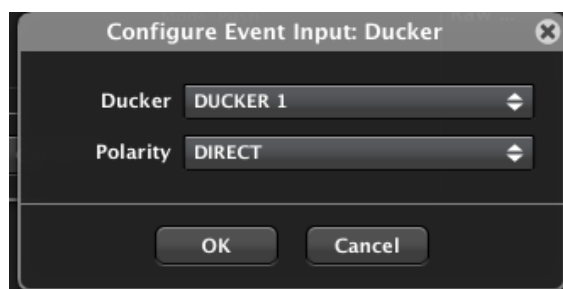 Configure Event Input: Ducker
Ducker DUCKER 1
Polarity DIRECT
OK Cancel